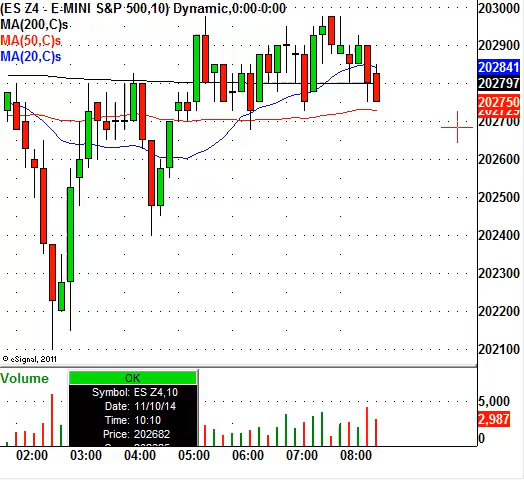 (ES Z4 - E-MINI S&P 500,10) Dynamic,0:00-0:00
MA(200,C)s
MA(50,C)s
MA(20,C)s
203000
202900
202841
202797
202750
202725
202700
202600
202500
202400
202300
202200
202100
© eSignal, 2011
Volume
OK
Symbol: ES Z4,10
Date: 11/10/14
Time: 10:10
Price: 202682
5,000
2,987
0
02:00 03:00 04:00 05:00 06:00 07:00 08:00